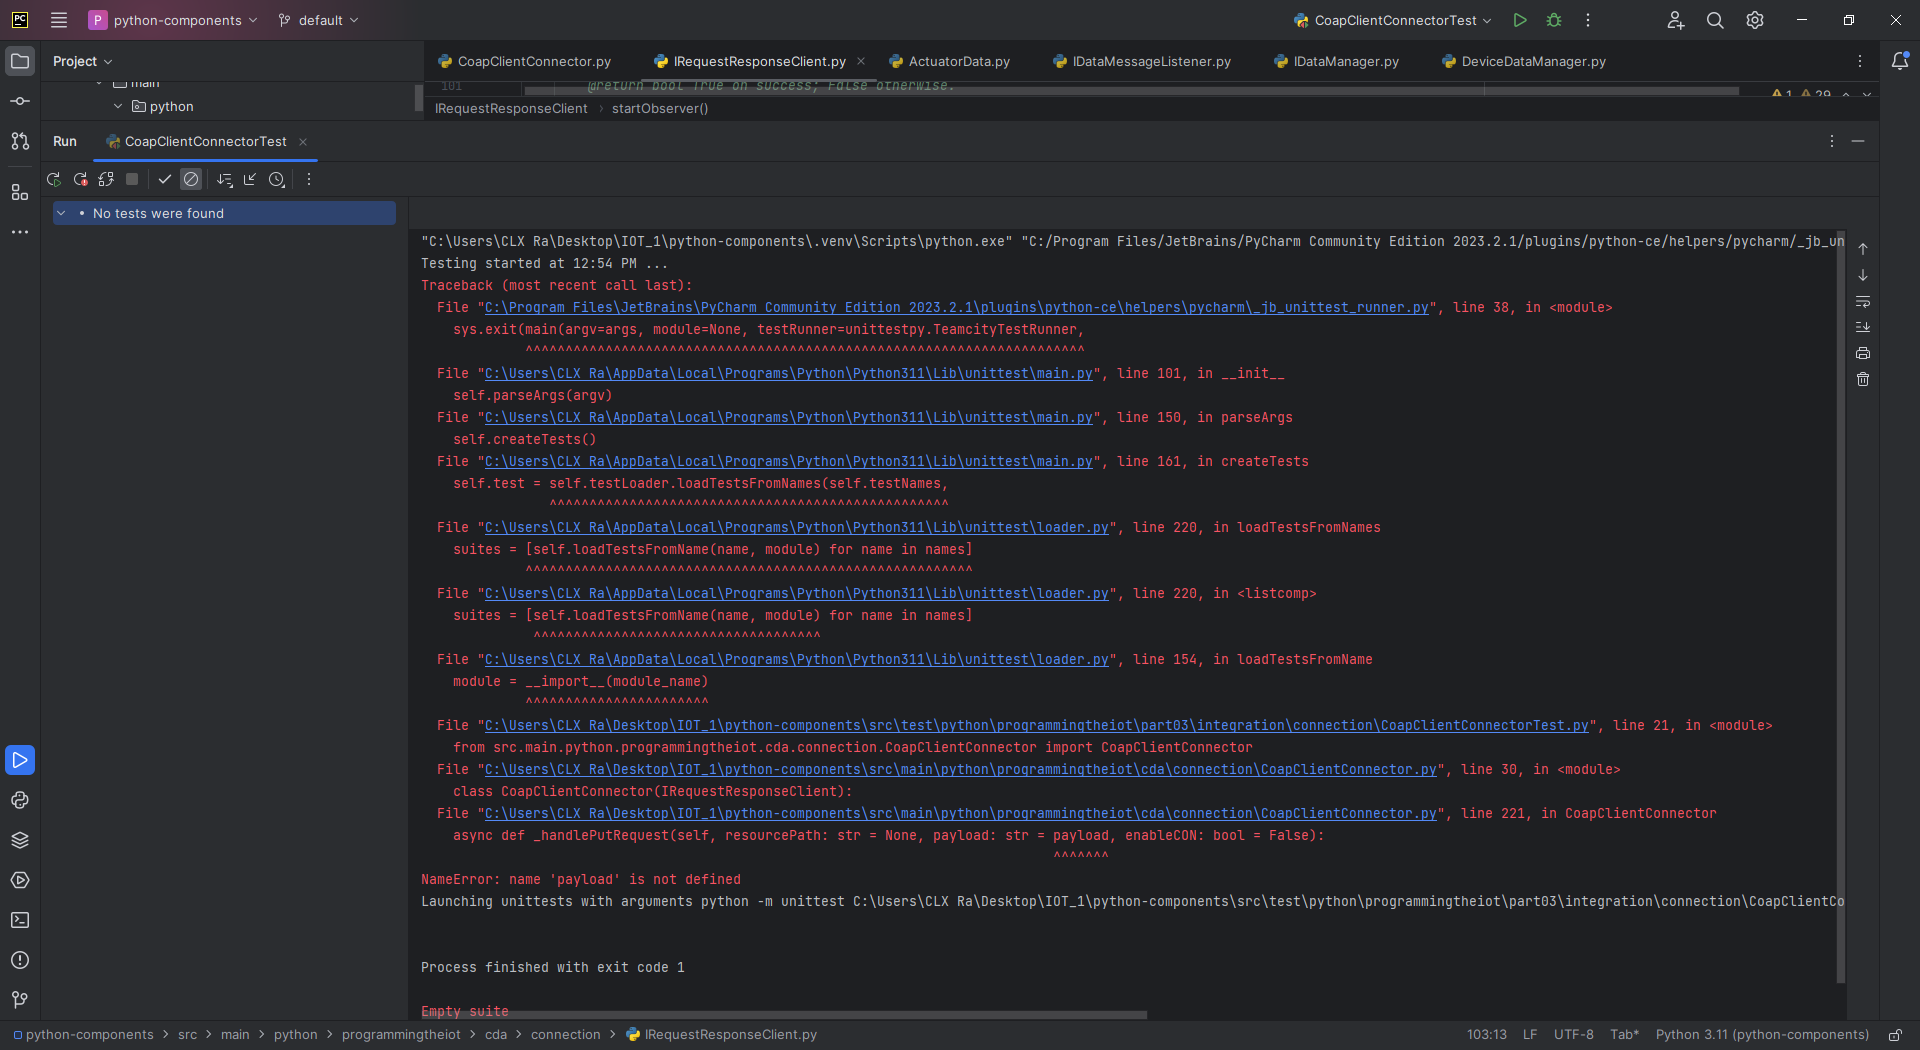 PC
P python-components
default
CoapClientConnectorTest
Project
main
python
CoapClientConnector.py
IRequestResponseClient.py
ActuatorData.py
IDataMessageListener.py
IDataManager.py
DeviceDataManager.py
101 @return bool True on success; False otherwise.
1 29
IRequestResponseClient > startObserver()
Run
CoapClientConnectorTest
No tests were found
"C:\Users\CLX Ra\Desktop\IOT_1\python-components\.venv\Scripts\python.exe" "C:/Program Files/JetBrains/PyCharm Community Edition 2023.2.1/plugins/python-ce/helpers/pycharm/_jb_un
Testing started at 12:54 PM ...
Traceback (most recent call last):
  File "C:\Program Files\JetBrains\PyCharm Community Edition 2023.2.1\plugins\python-ce\helpers\pycharm\_jb_unittest_runner.py", line 38, in <module>
    sys.exit(main(argv=args, module=None, testRunner=unittestpy.TeamcityTestRunner,
             ^^^^^^^^^^^^^^^^^^^^^^^^^^^^^^^^^^^^^^^^^^^^^^^^^^^^^^^^^^^^^^^^^^^^^^
  File "C:\Users\CLX Ra\AppData\Local\Programs\Python\Python311\Lib\unittest\main.py", line 101, in __init__
    self.parseArgs(argv)
  File "C:\Users\CLX Ra\AppData\Local\Programs\Python\Python311\Lib\unittest\main.py", line 150, in parseArgs
    self.createTests()
  File "C:\Users\CLX Ra\AppData\Local\Programs\Python\Python311\Lib\unittest\main.py", line 161, in createTests
    self.test = self.testLoader.loadTestsFromNames(self.testNames,
                ^^^^^^^^^^^^^^^^^^^^^^^^^^^^^^^^^^^^^^^^^^^^^^^^^^
  File "C:\Users\CLX Ra\AppData\Local\Programs\Python\Python311\Lib\unittest\loader.py", line 220, in loadTestsFromNames
    suites = [self.loadTestsFromName(name, module) for name in names]
             ^^^^^^^^^^^^^^^^^^^^^^^^^^^^^^^^^^^^^^^^^^^^^^^^^^^^^^^^
  File "C:\Users\CLX Ra\AppData\Local\Programs\Python\Python311\Lib\unittest\loader.py", line 220, in <listcomp>
    suites = [self.loadTestsFromName(name, module) for name in names]
              ^^^^^^^^^^^^^^^^^^^^^^^^^^^^^^^^^^^^
  File "C:\Users\CLX Ra\AppData\Local\Programs\Python\Python311\Lib\unittest\loader.py", line 154, in loadTestsFromName
    module = __import__(module_name)
             ^^^^^^^^^^^^^^^^^^^^^^^
  File "C:\Users\CLX Ra\Desktop\IOT_1\python-components\src\test\python\programmingtheiot\part03\integration\connection\CoapClientConnectorTest.py", line 21, in <module>
    from src.main.python.programmingtheiot.cda.connection.CoapClientConnector import CoapClientConnector
  File "C:\Users\CLX Ra\Desktop\IOT_1\python-components\src\main\python\programmingtheiot\cda\connection\CoapClientConnector.py", line 30, in <module>
    class CoapClientConnector(IRequestResponseClient):
  File "C:\Users\CLX Ra\Desktop\IOT_1\python-components\src\main\python\programmingtheiot\cda\connection\CoapClientConnector.py", line 221, in CoapClientConnector
    async def _handlePutRequest(self, resourcePath: str = None, payload: str = payload, enableCON: bool = False):
                                                                               ^^^^^^^
NameError: name 'payload' is not defined
Launching unittests with arguments python -m unittest C:\Users\CLX Ra\Desktop\IOT_1\python-components\src\test\python\programmingtheiot\part03\integration\connection\CoapClientCo
Process finished with exit code 1
Empty suite
python-components > src > main > python > programmingtheiot > cda > connection > IRequestResponseClient.py
103:13 LF UTF-8 Tab* Python 3.11 (python-components)